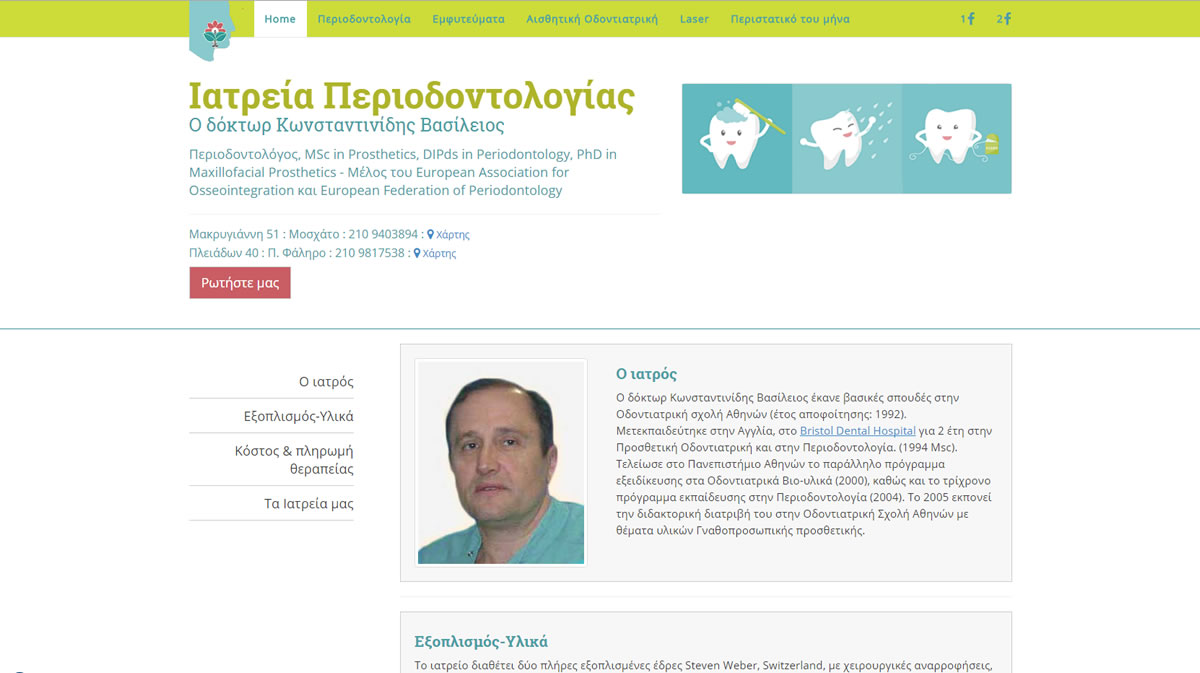 Home Περιοδοντολογία Εμφυτεύματα Αισθητική Οδοντιατρική Laser Περιστατικό του μήνα 1 2
Ιατρεία Περιοδοντολογίας
Ο δόκτωρ Κωνσταντινίδης Βασίλειος
Περιοδοντολόγος, MSc in Prosthetics, DIPds in Periodontology, PhD in
Maxillofacial Prosthetics - Μέλος του European Association for
Osseointegration και European Federation of Periodontology
Μακρυγιάννη 51 : Μοσχάτο : 210 9403894 : Χάρτης
Πλειάδων 40 : Π. Φάληρο : 210 9817538 : Χάρτης
Ρωτήστε μας
Ο ιατρός
Εξοπλισμός-Υλικά
Κόστος & πληρωμή
θεραπείας
Τα Ιατρεία μας
Ο ιατρός
Ο δόκτωρ Κωνσταντινίδης Βασίλειος έκανε βασικές σπουδές στην
Οδοντιατρική σχολή Αθηνών (έτος αποφοίτησης: 1992).
Μετεκπαιδεύτηκε στην Αγγλία, στο Bristol Dental Hospital για 2 έτη στην
Προσθετική Οδοντιατρική και στην Περιοδοντολογία. (1994 Msc).
Τελείωσε στο Πανεπιστήμιο Αθηνών το παράλληλο πρόγραμμα
εξειδίκευσης στα Οδοντιατρικά Βιο-υλικά (2000), καθώς και το τρίχρονο
πρόγραμμα εκπαίδευσης στην Περιοδοντολογία (2004). Το 2005 εκπονεί
την διδακτορική διατριβή του στην Οδοντιατρική Σχολή Αθηνών με
θέματα υλικών Γναθοπροσωπικής προσθετικής.
Εξοπλισμός-Υλικά
Το ιατρείο διαθέτει δύο πλήρες εξοπλισμένες έδρες Steven Weber, Switzerland, με χειρουργικές αναρροφήσεις,